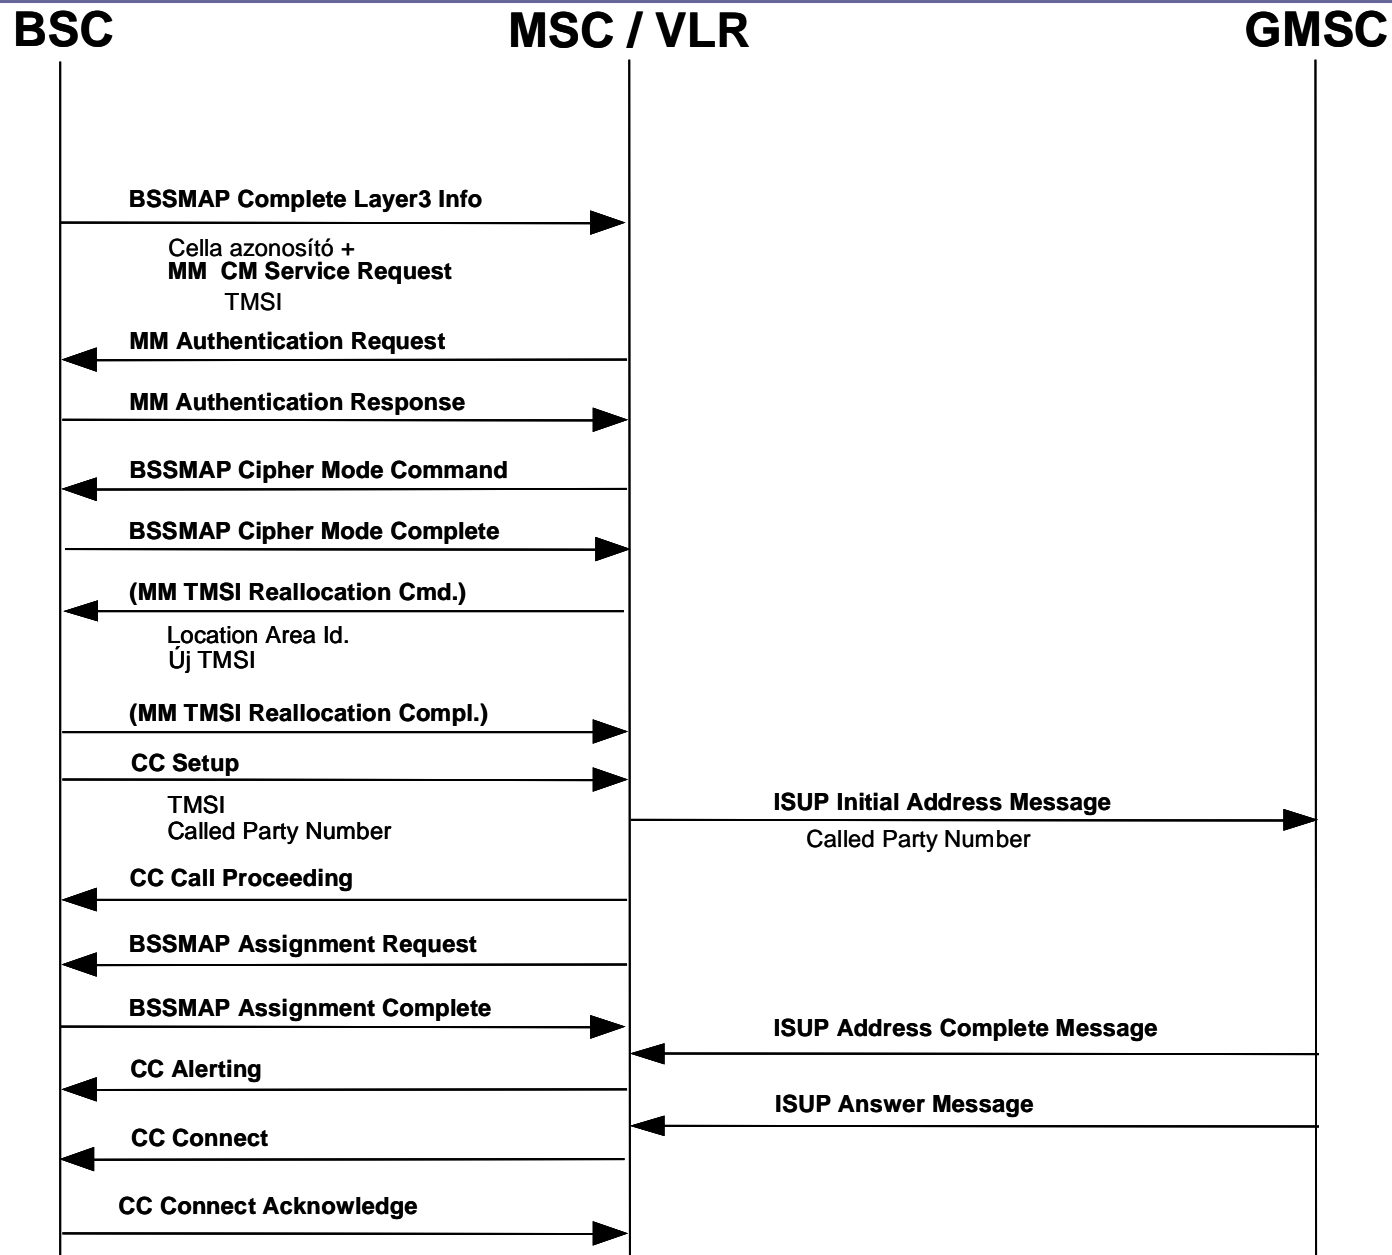 BSC
MSC / VLR
GMSC
BSSMAP Complete Layer3 Info
Cella azonosító +
MM  CM Service Request
TMSI
MM Authentication Request
MM Authentication Response
BSSMAP Cipher Mode Command
BSSMAP Cipher Mode Complete
(MM TMSI Reallocation Cmd.)
Location Area Id.
Új TMSI
(MM TMSI Reallocation Compl.)
CC Setup
TMSI
Called Party Number
ISUP Initial Address Message
Called Party Number
CC Call Proceeding
BSSMAP Assignment Request
BSSMAP Assignment Complete
ISUP Address Complete Message
CC Alerting
ISUP Answer Message
CC Connect
CC Connect Acknowledge